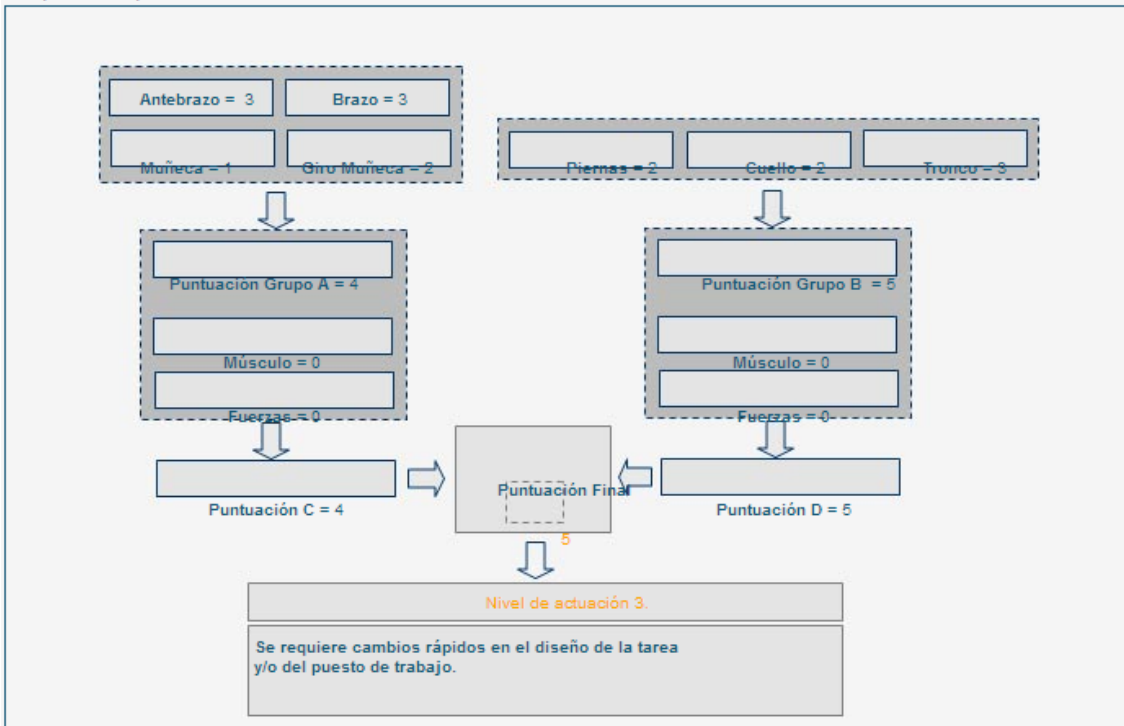 Antebrazo = 3
Brazo = 3
Muñeca = 1
Giro Muñeca = 2
Piernas = 2
Cuello = 2
Tronco = 3
Puntuación Grupo A = 4
Músculo = 0
Fuerzas = 0
Puntuación Grupo B = 5
Músculo = 0
Fuerzas = 0
Puntuación C = 4
Puntuación Final
5
Puntuación D = 5
Nivel de actuación 3.
Se requiere cambios rápidos en el diseño de la tarea
y/o del puesto de trabajo.